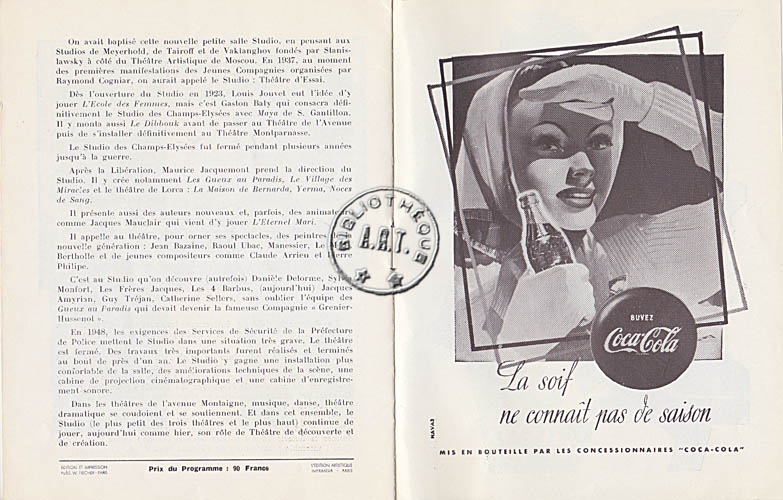 On avait baptisé cette nouvelle petite salle Studio, en pensant aux
Studios de Meyerhold, de Tairoff et de Vakianghov fondés par Stanis-
lawsky à côté du Théâtre Artistique de Moscou. En 1937, au
moment des premières manifestations des Jeunes Compagnies organisées par
Raymond Cogniar, on aurait appelé le Studio : Théâtre d'Essai.
Dès l'ouverture du Studio en 1923, Louis Jouvet eut l'idée d'y
jouer L'Ecole des Femmes, mais c'est Gaston Baty qui consacra défi-
nitivement le Studio des Champs-Elysées avec Maya de S. Gantillon.
Il y monta aussi Le Dibbouk avant de passer au Théâtre de l'Avenue
puis de s'installer définitivement au Théâtre Montparnasse.
Le Studio des Champs-Elysées fut fermé pendant plusieurs années
jusqu'à la guerre.
Après la Libération, Maurice Jacquemont prend la direction du
Studio. Il y crée notamment Les Gueux au Paradis, Le Village des
Miracles et le théâtre de Lorca : La Maison de Bernarda, Yerma, Noces
de Sang.
Il présente aussi des auteurs nouveaux et, parfois, des animateurs
comme Jacques Mauclair qui vient d'y jouer L'Eternel Mari.
Il appelle au théâtre, pour orner ses spectacles, des peintres
nouvelle génération : Jean Bazaine, Raoul Ubac, Manessier, Le
Bertholle et de jeunes compositeurs comme Claude Arrieu et Pierre
Philipe.
C'est au Studio qu'on découvre (autrefois) Danièle Delorme,
Monfort, Les Frères Jacques, Les 4 Barbus, (aujourd'hui) Jacques
Amyrian, Guy Tréjan, Catherine Sellers, sans oublier l'équipe des
Gueux au Paradis qui devait devenir la fameuse Compagnie « Grenier-
Hussenot ».
En 1948, les exigences des Services de Sécurité de la Préfecture
de Police mettent le Studio dans une situation très grave. Le théâtre
est fermé. Des travaux très importants furent réalisés et terminés
au bout de près d'un an. Le Studio y gagne une installation plus
confortable de la salle, des améliorations techniques de la scène, une
cabine de projection cinématographique et une cabine d'enregistre-
ment sonore.
Dans les théâtres de l'avenue Montaigne, musique, danse, théâtre
dramatique se coudoient et se soutiennent. Et dans cet ensemble, le
Studio (le plus petit des trois théâtres et le plus haut) continue de
jouer, aujourd'hui comme hier, son rôle de Théâtre de découverte et
de création.
EDITION ET IMPRESSION
Prix du Programme : 90 Francs
L'EDITION ARTISTIQUE
BIBLIOTHÈQUE
A.R.T.
BUVEZ
Coca-Cola
La soif
ne connaît pas de saison
HAVAS
MIS EN BOUTEILLE PAR LES CONCESSIONNAIRES "COCA-COLA"